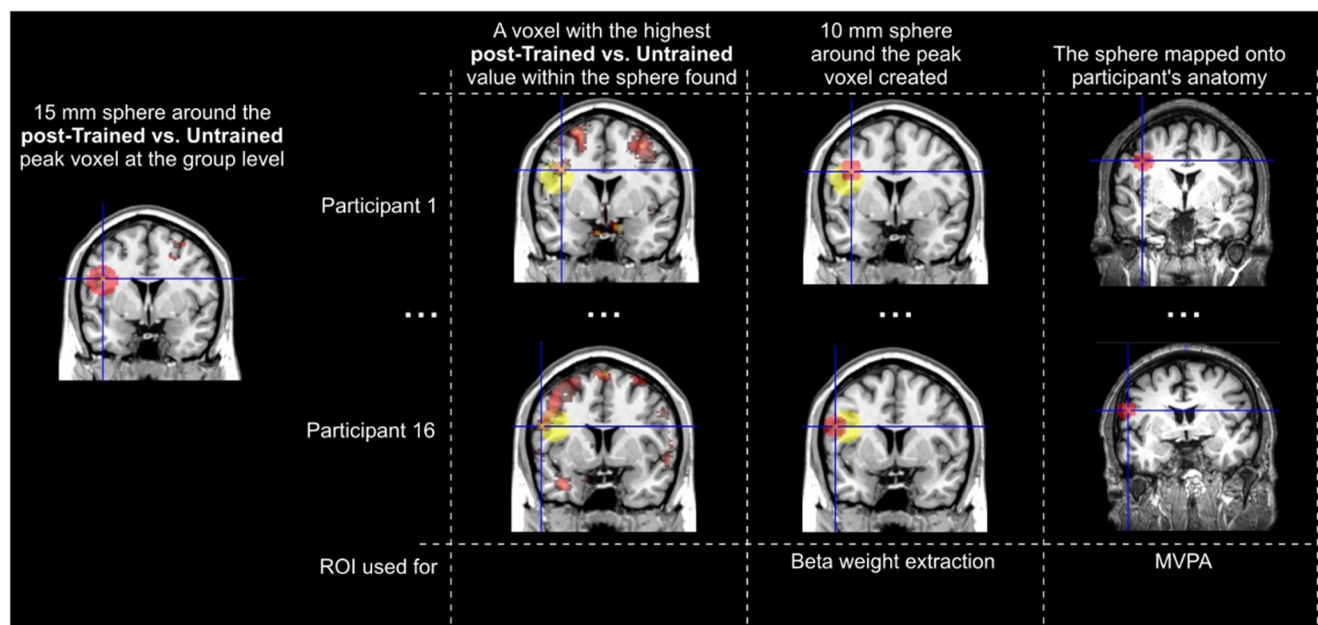 15 mm sphere around the
post-Trained vs. Untrained
peak voxel at the group level
A voxel with the highest
post-Trained vs. Untrained
value within the sphere found
10 mm sphere
around the peak
voxel created
The sphere mapped onto
participant's anatomy
Participant 1
... ... ... ...
Participant 16
ROI used for
Beta weight extraction
MVPA